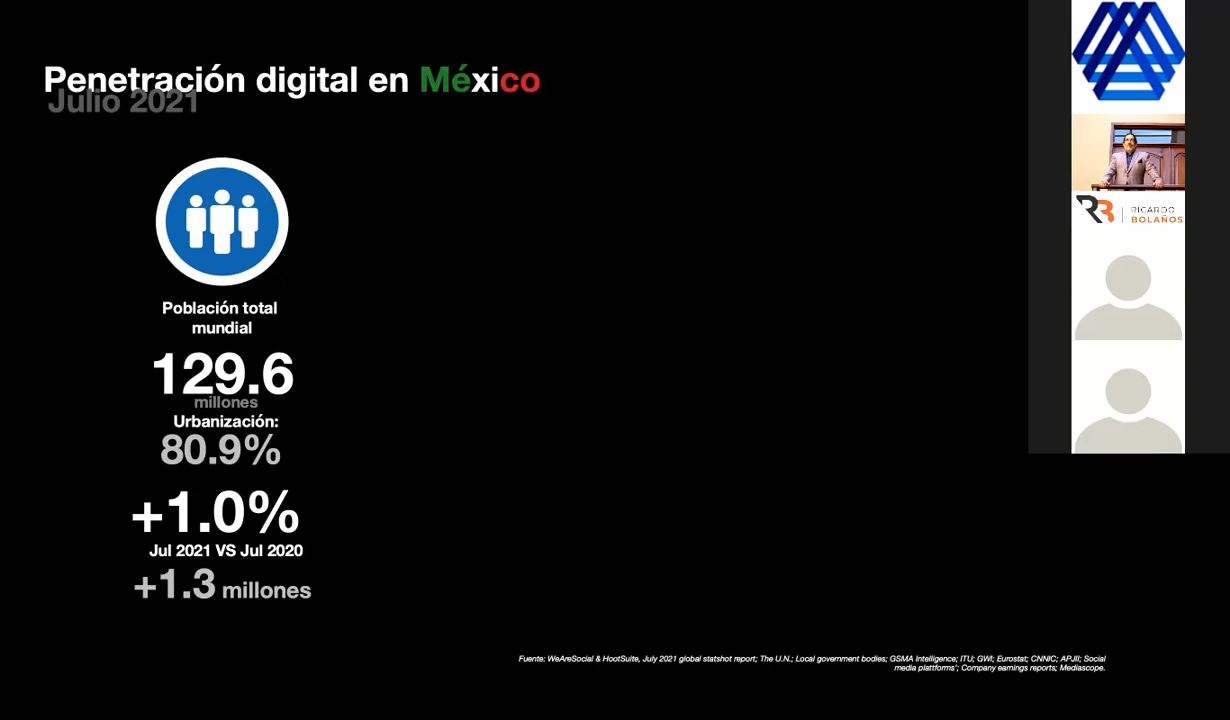 Penetración digital en México
Julio 2021
Población total
mundial
129.6
millones
Urbanización:
80.9%
+1.0%
Jul 2021 VS Jul 2020
+1.3 millones
RICARDO
BOLAÑOS
Fuente: WeAreSocial & HootSuite, July 2021 global statshot report; The U.N.; Local government bodies; GSMA Intelligence; ITU; GWI; Eurostat; CNNIC; APJII; Social
media plattforms'; Company earnings reports; Mediascope.